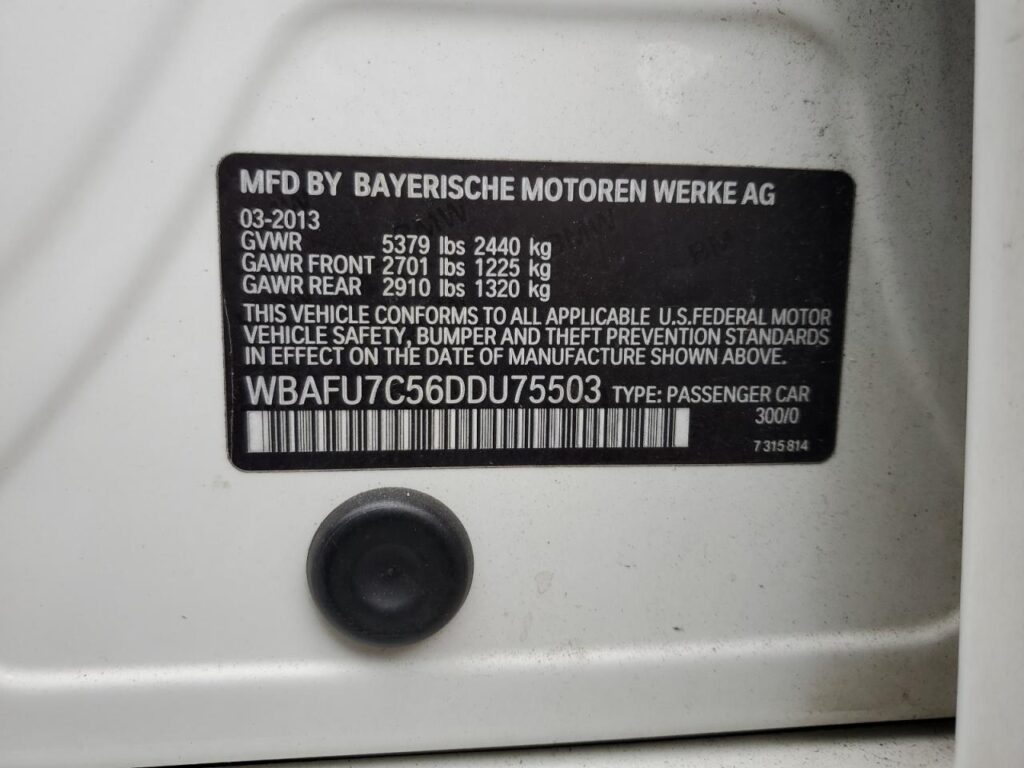 MFD BY BAYERISCHE MOTOREN WERKE AG
03-2013
GVWR 5379 lbs 2440 kg
GAWR FRONT 2701 lbs 1225 kg
GAWR REAR 2910 lbs 1320 kg
THIS VEHICLE CONFORMS TO ALL APPLICABLE U.S.FEDERAL MOTOR
VEHICLE SAFETY, BUMPER AND THEFT PREVENTION STANDARDS
IN EFFECT ON THE DATE OF MANUFACTURE SHOWN ABOVE.
WBAFU7C56DDU75503 TYPE: PASSENGER CAR
300/0
7 315 814